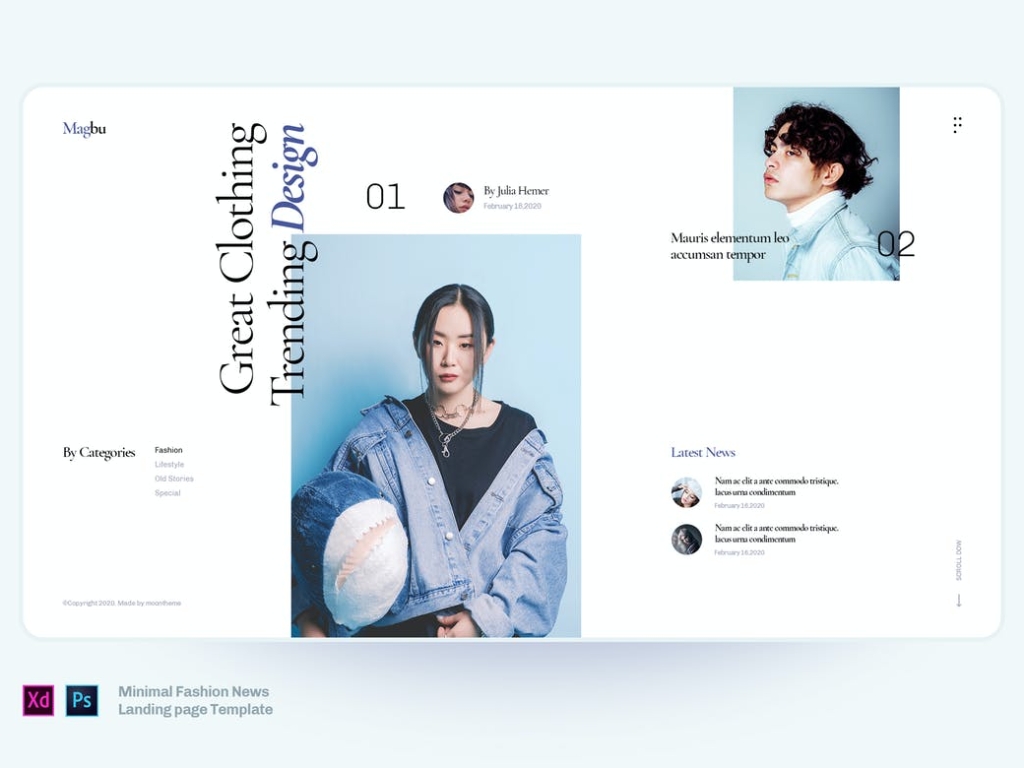 Magbu
Great Clothing
Trending Design
01
By Julia Hemer
February 16,2020
Mauris elementum leo
accumsan tempor
02
By Categories
Fashion
Lifestyle
Old Stories
Special
Latest News
Nam ac elit a ante commodo tristique.
lacus urna condimentum
February 16,2020
Nam ac elit a ante commodo tristique.
lacus urna condimentum
February 16,2020
SCROLL DOW
©Copyright 2020. Made by moontheme
Xd
Ps
Minimal Fashion News
Landing page Template